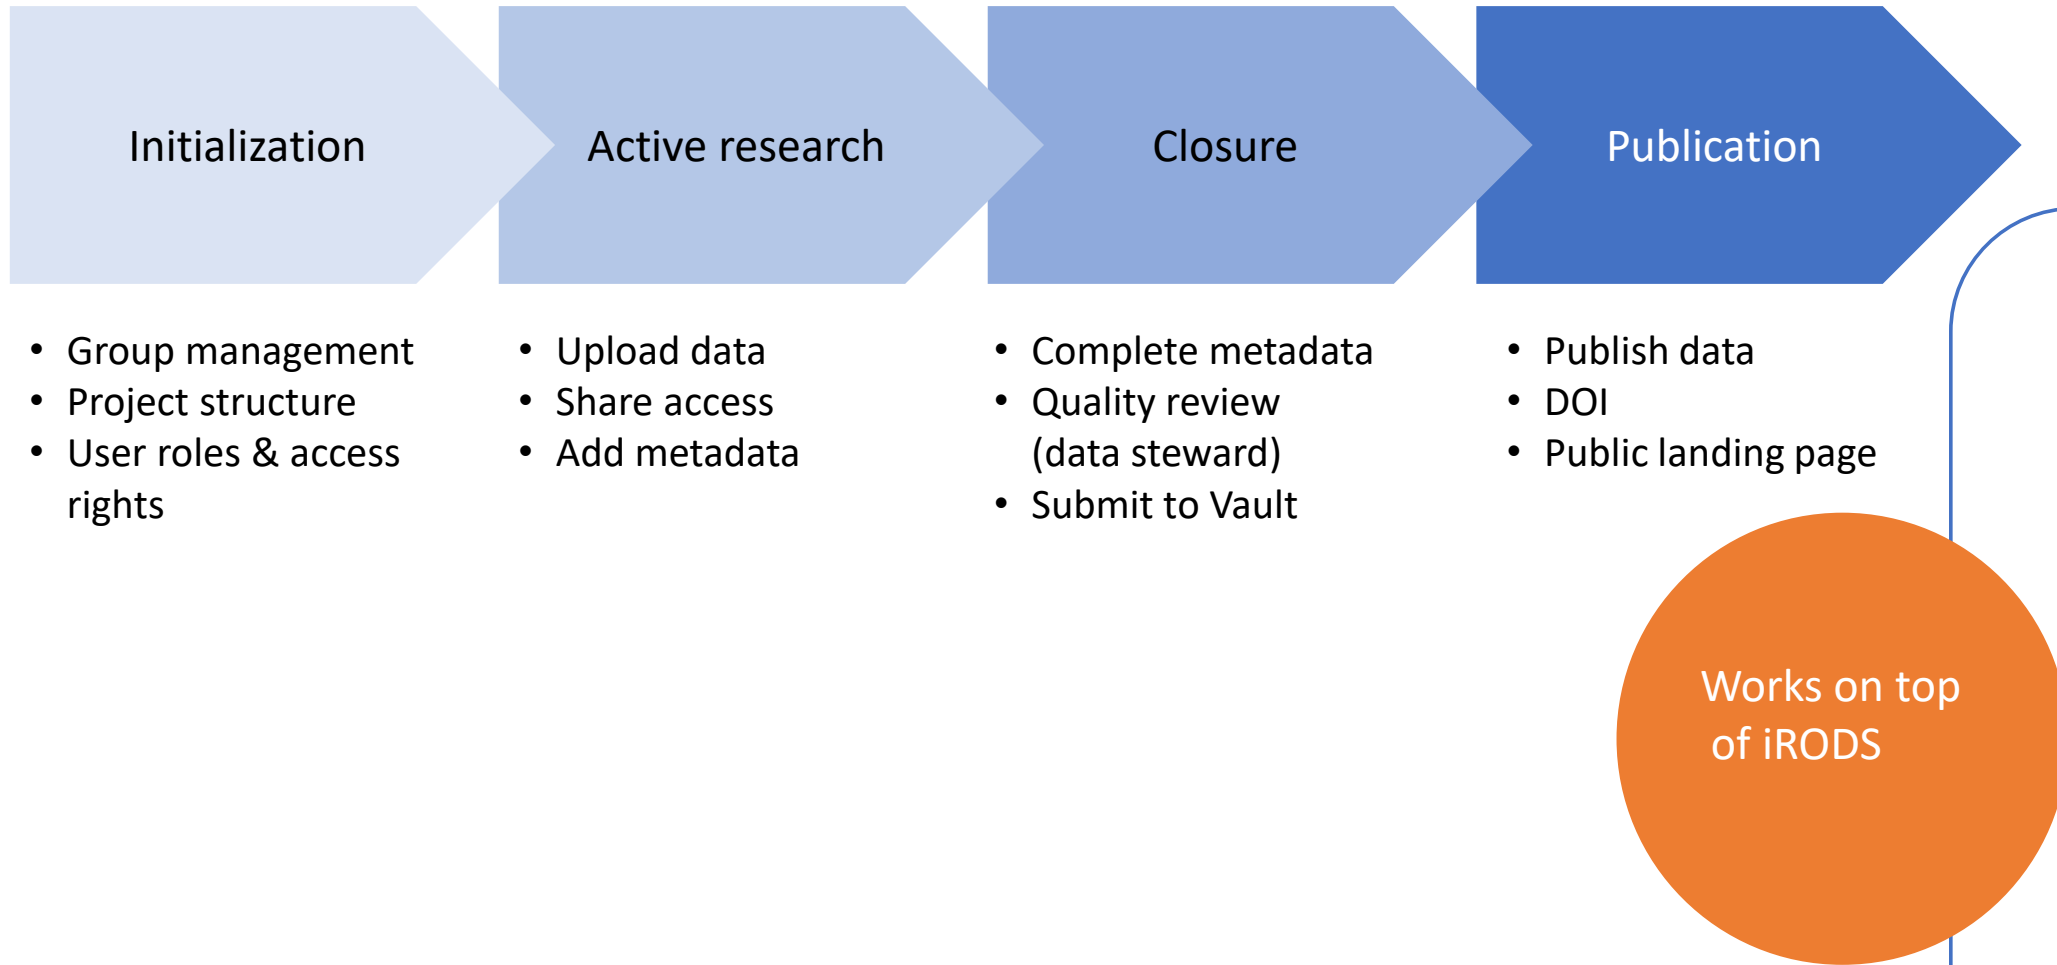 Initialization
Active research
Closure
Publication
• Group management
• Project structure
• User roles & access
rights
• Upload data
• Share access
• Add metadata
• Complete metadata
• Quality review
(data steward)
• Submit to Vault
• Publish data
• DOI
• Public landing page
Works on top
of iRODS